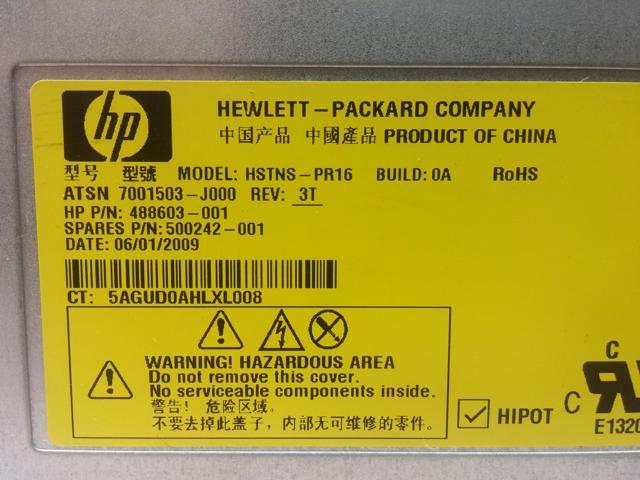 hp
HEWLETT-PACKARD COMPANY
中国产品 中國產品 PRODUCT OF CHINA
型号 型號 MODEL: HSTNS-PR16 BUILD: 0A RoHS
ATSN 7001503-J000 REV: 3T
HP P/N: 488603-001
SPARES P/N: 500242-001
DATE: 06/01/2009
CT: 5AGUD0AHLXL008
WARNING! HAZARDOUS AREA
Do not remove this cover.
No serviceable components inside.
警告! 危险区域。
不要去掉此盖子，内部无可维修的零件。
HIPOT
C
C
E1320